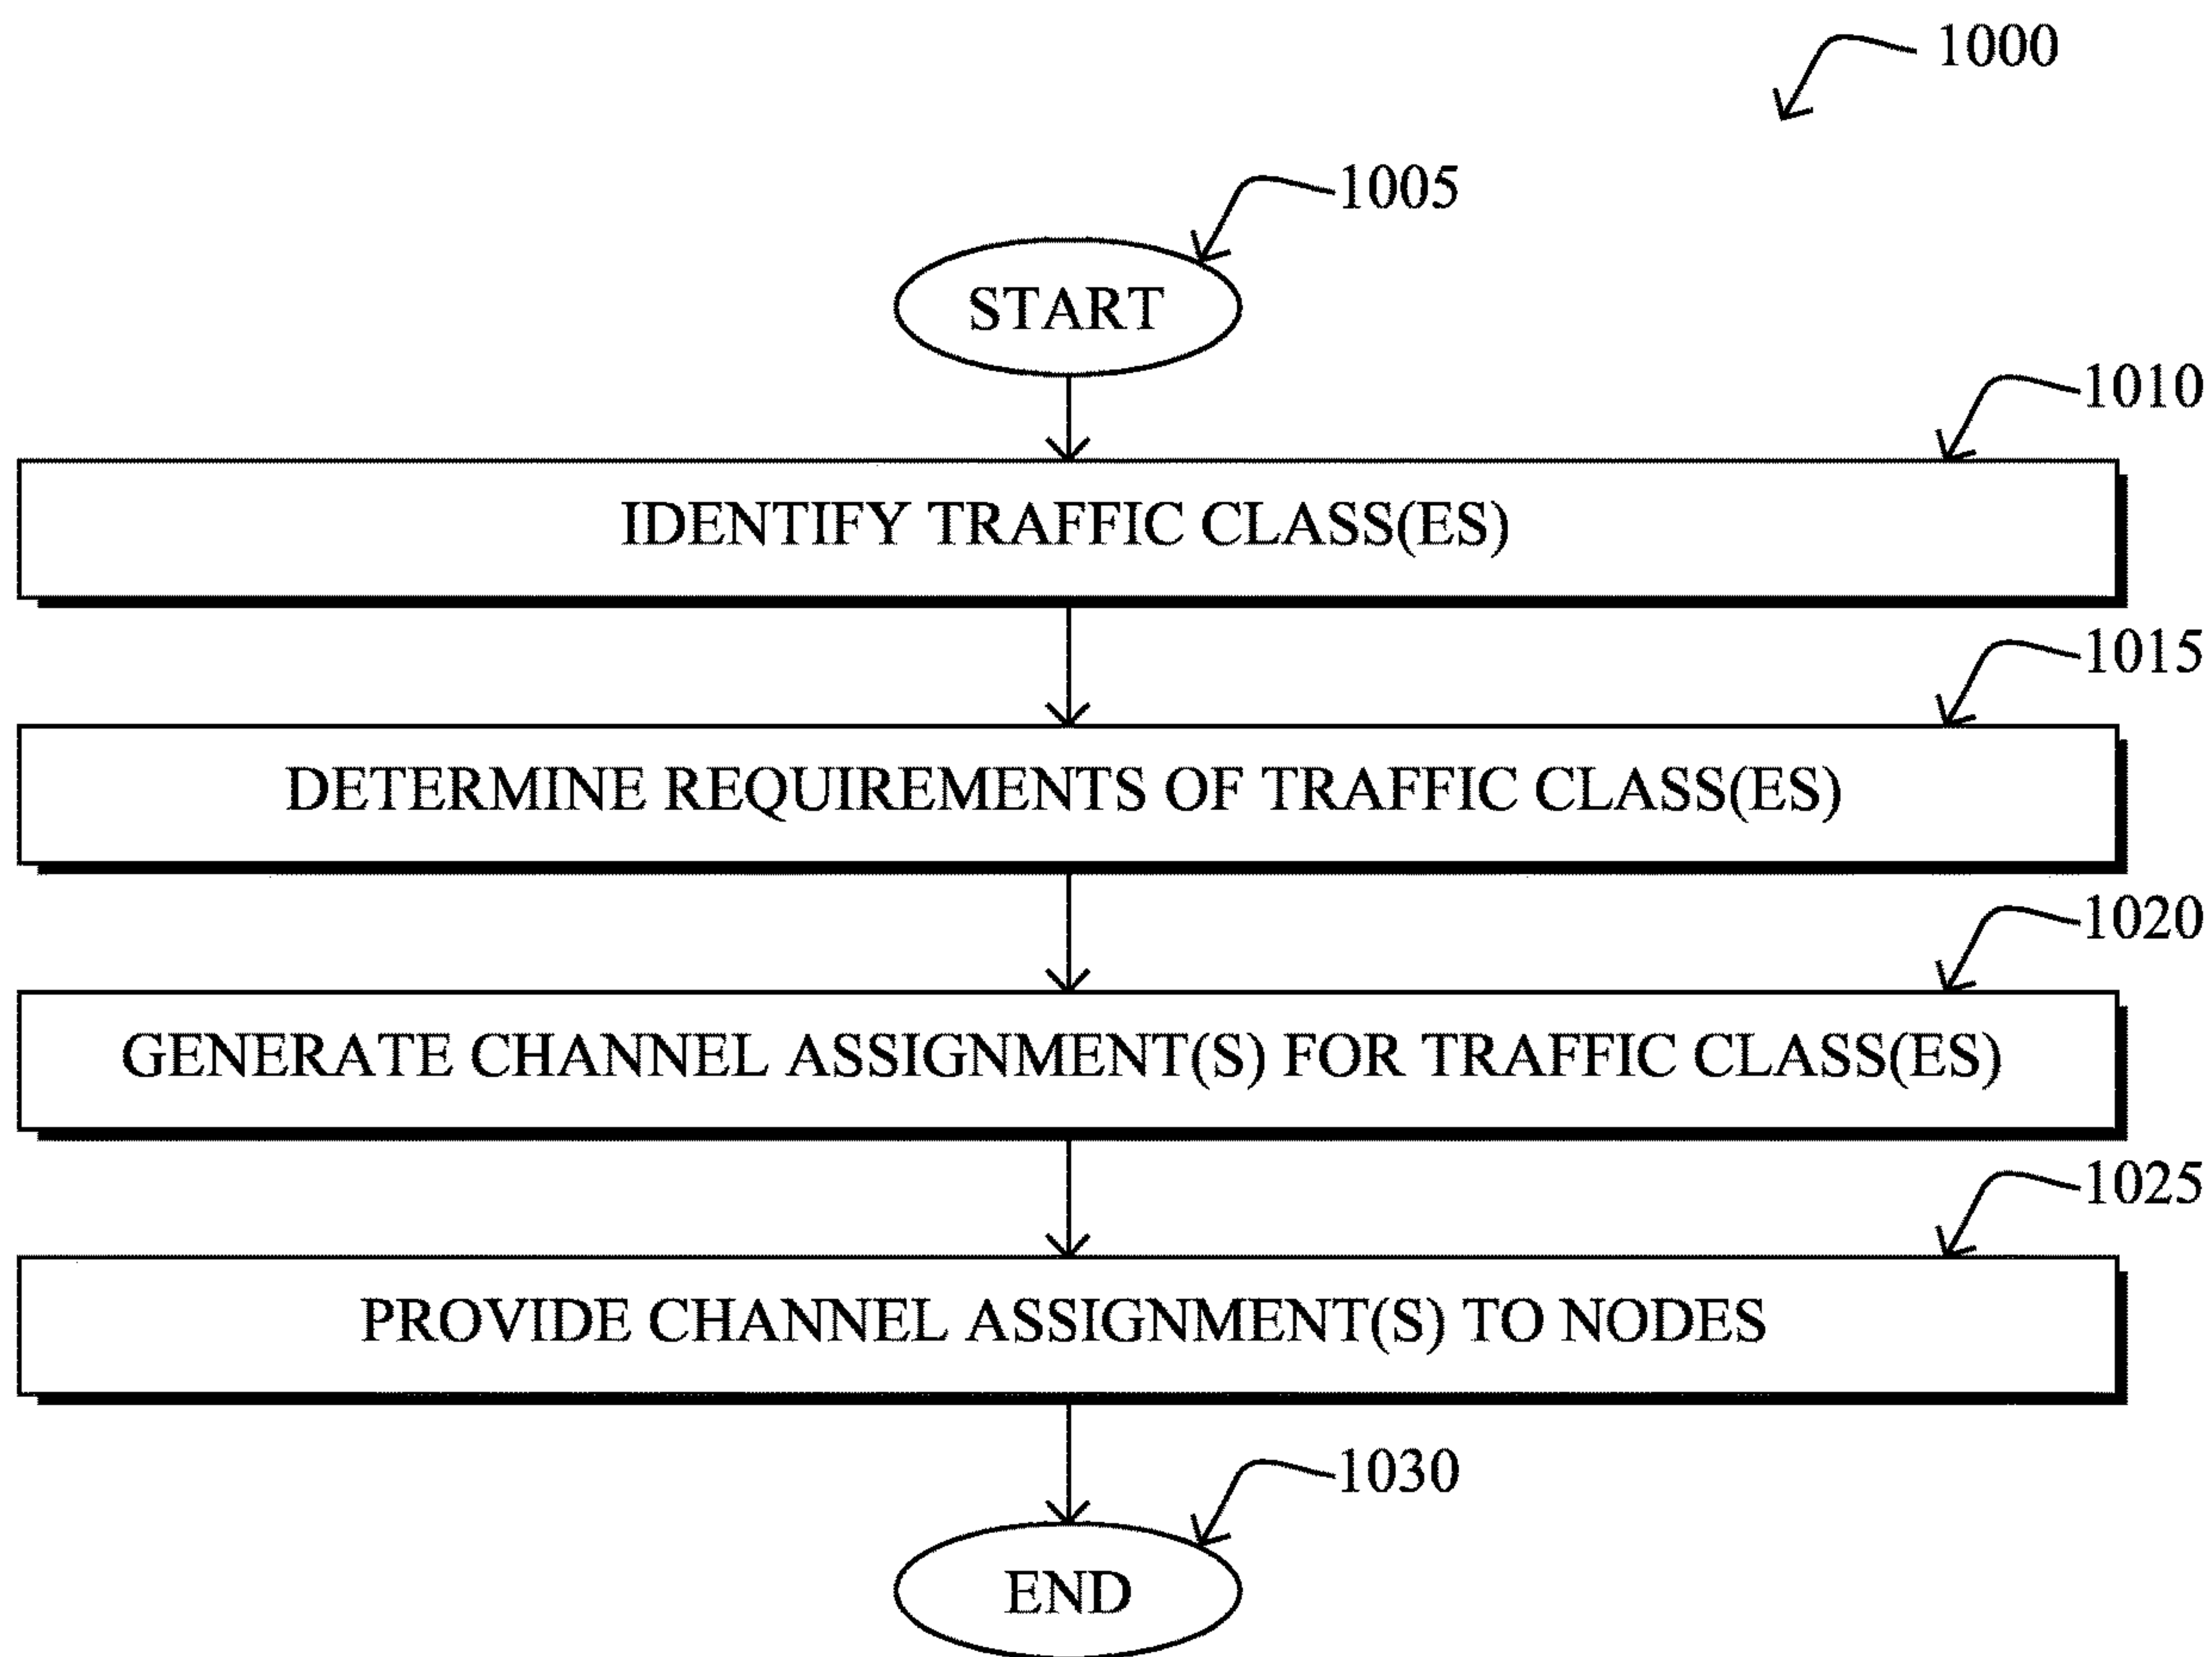 1000
1005
START
1010
IDENTIFY TRAFFIC CLASS(ES)
1015
DETERMINE REQUIREMENTS OF TRAFFIC CLASS(ES)
1020
GENERATE CHANNEL ASSIGNMENT(S) FOR TRAFFIC CLASS(ES)
1025
PROVIDE CHANNEL ASSIGNMENT(S) TO NODES
1030
END